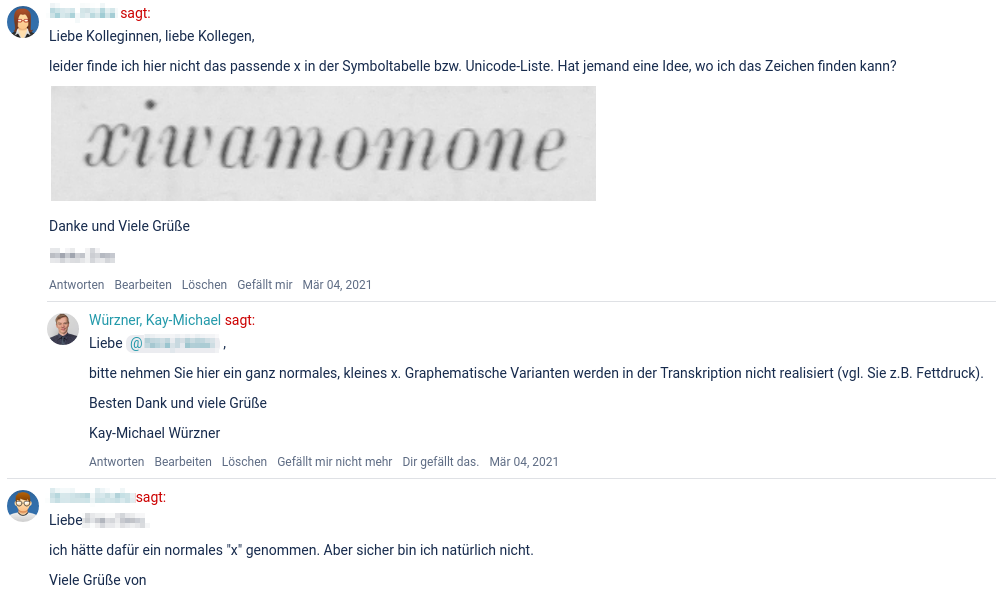 sagt:
Liebe Kolleginnen, liebe Kollegen,
leider finde ich hier nicht das passende x in der Symboltabelle bzw. Unicode-Liste. Hat jemand eine Idee, wo ich das Zeichen finden kann?
xiwamomone
Danke und Viele Grüße
Antworten Bearbeiten Löschen Gefällt mir Mär 04, 2021
Würzner, Kay-Michael sagt:
Liebe @ ,
bitte nehmen Sie hier ein ganz normales, kleines x. Graphematische Varianten werden in der Transkription nicht realisiert (vgl. Sie z.B. Fettdruck).
Besten Dank und viele Grüße
Kay-Michael Würzner
Antworten Bearbeiten Löschen Gefällt mir nicht mehr Dir gefällt das. Mär 04, 2021
sagt:
Liebe
ich hätte dafür ein normales "x" genommen. Aber sicher bin ich natürlich nicht.
Viele Grüße von